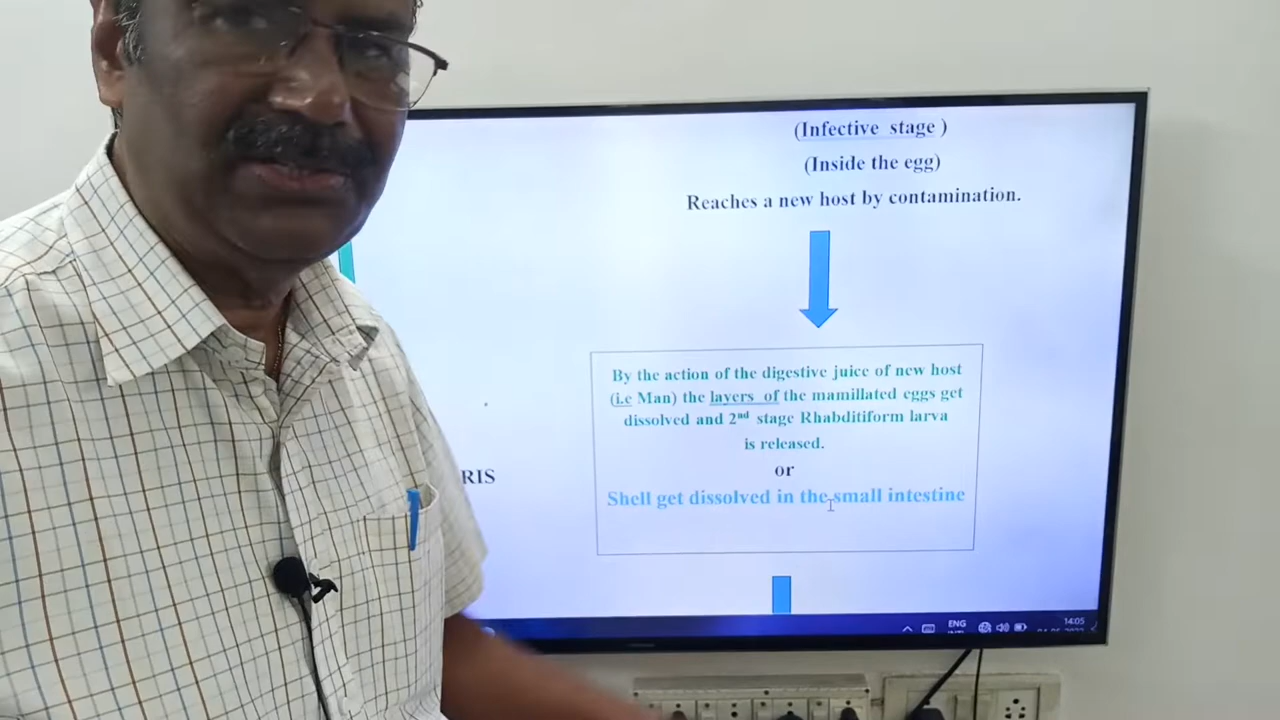 (Infective stage )
(Inside the egg)
Reaches a new host by contamination.
By the action of the digestive juice of new host
(i.e Man) the layers of the mamillated eggs get
dissolved and 2nd stage Rhabditiform larva
is released.
or
Shell get dissolved in the small intestine
RIS
ENG
14:05